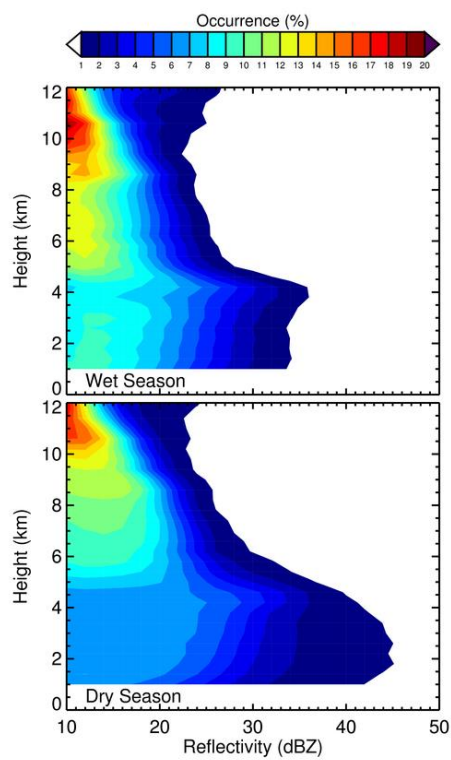 Occurrence (%)
1 2 3 4 5 6 7 8 9 10 11 12 13 14 15 16 17 18 19 20
12
10
8
6
4
2
0
Height (km)
Wet Season
12
10
8
6
4
2
0
Height (km)
Dry Season
10 20 30 40 50
Reflectivity (dBZ)